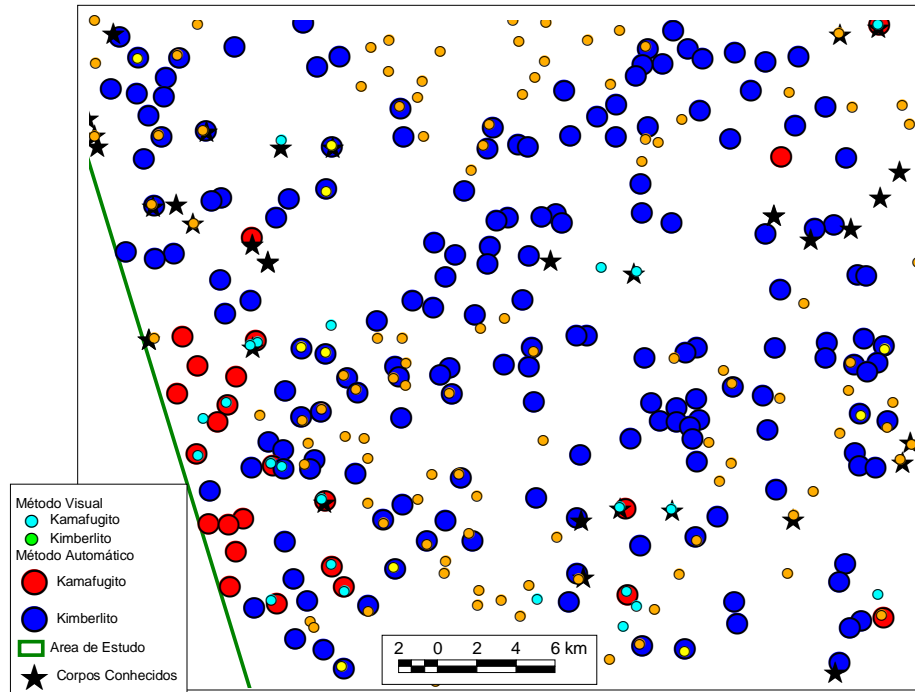 Método Visual
Kamafugito
Kimberlito
Método Automático
Kamafugito
Kimberlito
Area de Estudo
Corpos Conhecidos
2 0 2 4 6 km